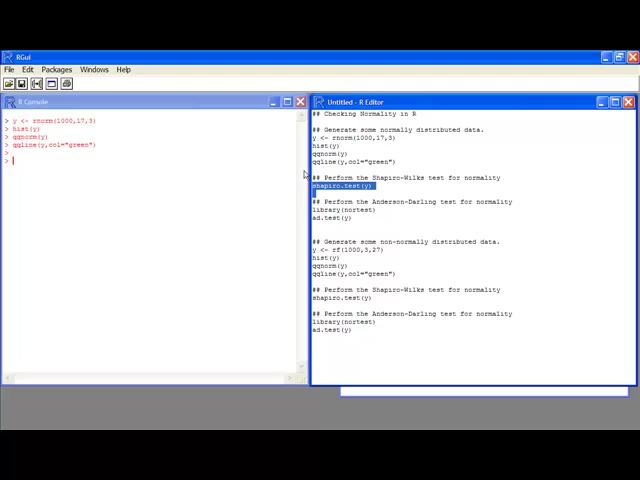 RGui
File Edit Packages Windows Help
R Console
> y <- rnorm(1000,17,3)
> hist(y)
> qqnorm(y)
> qqline(y,col="green")
>
>
Untitled - R Editor
## Checking Normality in R
## Generate some normally distributed data.
y <- rnorm(1000,17,3)
hist(y)
qqnorm(y)
qqline(y,col="green")
## Perform the Shapiro-Wilks test for normality
shapiro.test(y)
## Perform the Anderson-Darling test for normality
library(nortest)
ad.test(y)
## Generate some non-normally distributed data.
y <- rf(1000,3,27)
hist(y)
qqnorm(y)
qqline(y,col="green")
## Perform the Shapiro-Wilks test for normality
shapiro.test(y)
## Perform the Anderson-Darling test for normality
library(nortest)
ad.test(y)